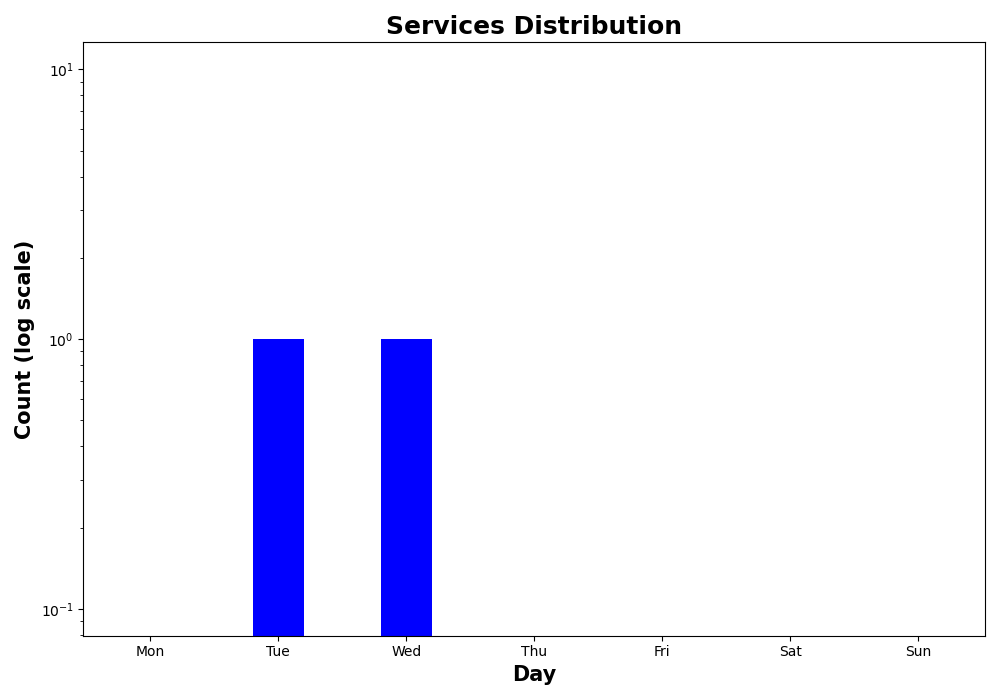 Services Distribution
10¹
10⁰
10⁻¹
Count (log scale)
Mon Tue Wed Thu Fri Sat Sun
Day